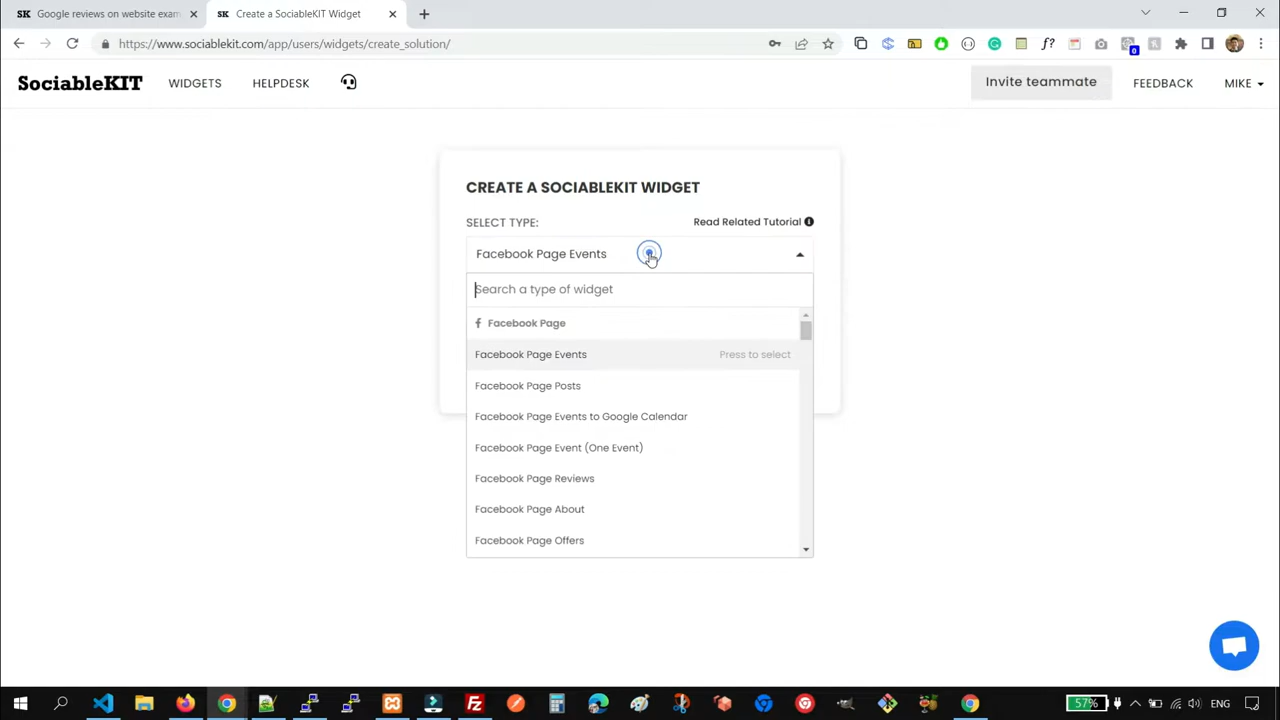 SK Google reviews on website exam
SK Create a SociableKIT Widget
https://www.sociablekit.com/app/users/widgets/create_solution/
f?
0
SociableKIT WIDGETS HELPDESK Invite teammate FEEDBACK MIKE
CREATE A SOCIABLEKIT WIDGET
SELECT TYPE: Read Related Tutorial
Facebook Page Events
Search a type of widget
Facebook Page
Facebook Page Events Press to select
Facebook Page Posts
Facebook Page Events to Google Calendar
Facebook Page Event (One Event)
Facebook Page Reviews
Facebook Page About
Facebook Page Offers
57% ENG